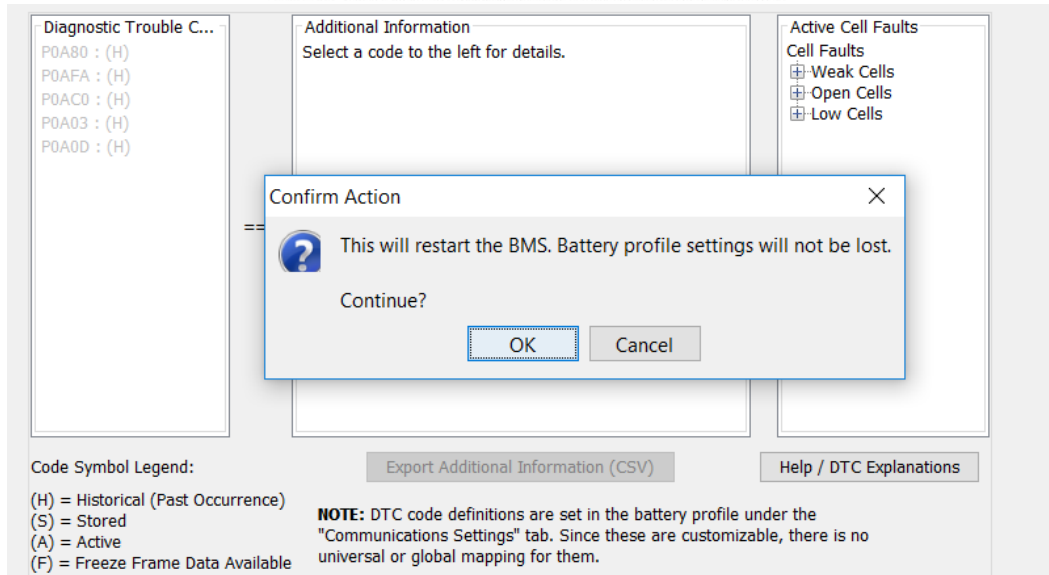 Diagnostic Trouble C...
P0A80 : (H)
P0AFA : (H)
P0AC0 : (H)
P0A03 : (H)
P0A0D : (H)
==
Additional Information
Select a code to the left for details.
Active Cell Faults
Cell Faults
Weak Cells
Open Cells
Low Cells
Confirm Action
This will restart the BMS. Battery profile settings will not be lost.
Continue?
OK
Cancel
Code Symbol Legend:
(H) = Historical (Past Occurrence)
(S) = Stored
(A) = Active
(F) = Freeze Frame Data Available
Export Additional Information (CSV)
Help / DTC Explanations
NOTE: DTC code definitions are set in the battery profile under the
"Communications Settings" tab. Since these are customizable, there is no
universal or global mapping for them.